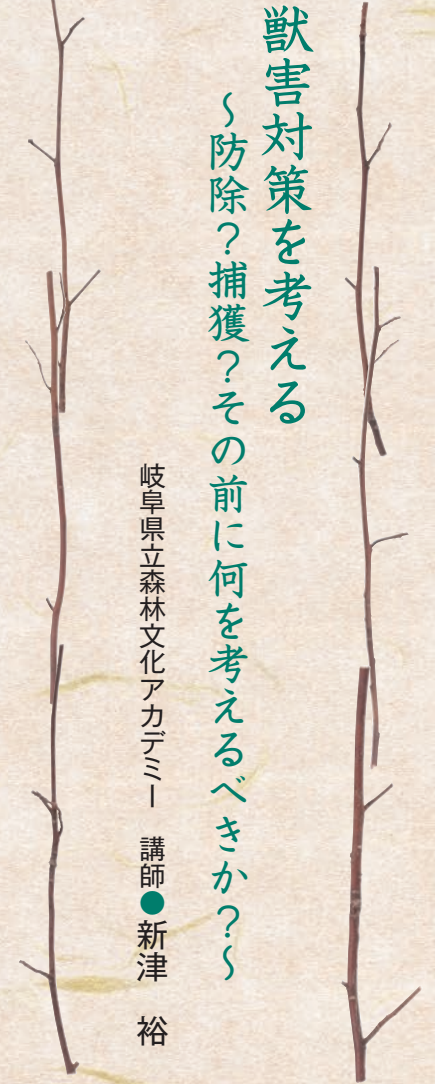 獣害対策を考える
～防除？捕獲？その前に何を考えるべきか？～
岐阜県立森林文化アカデミー　講師●新津　裕